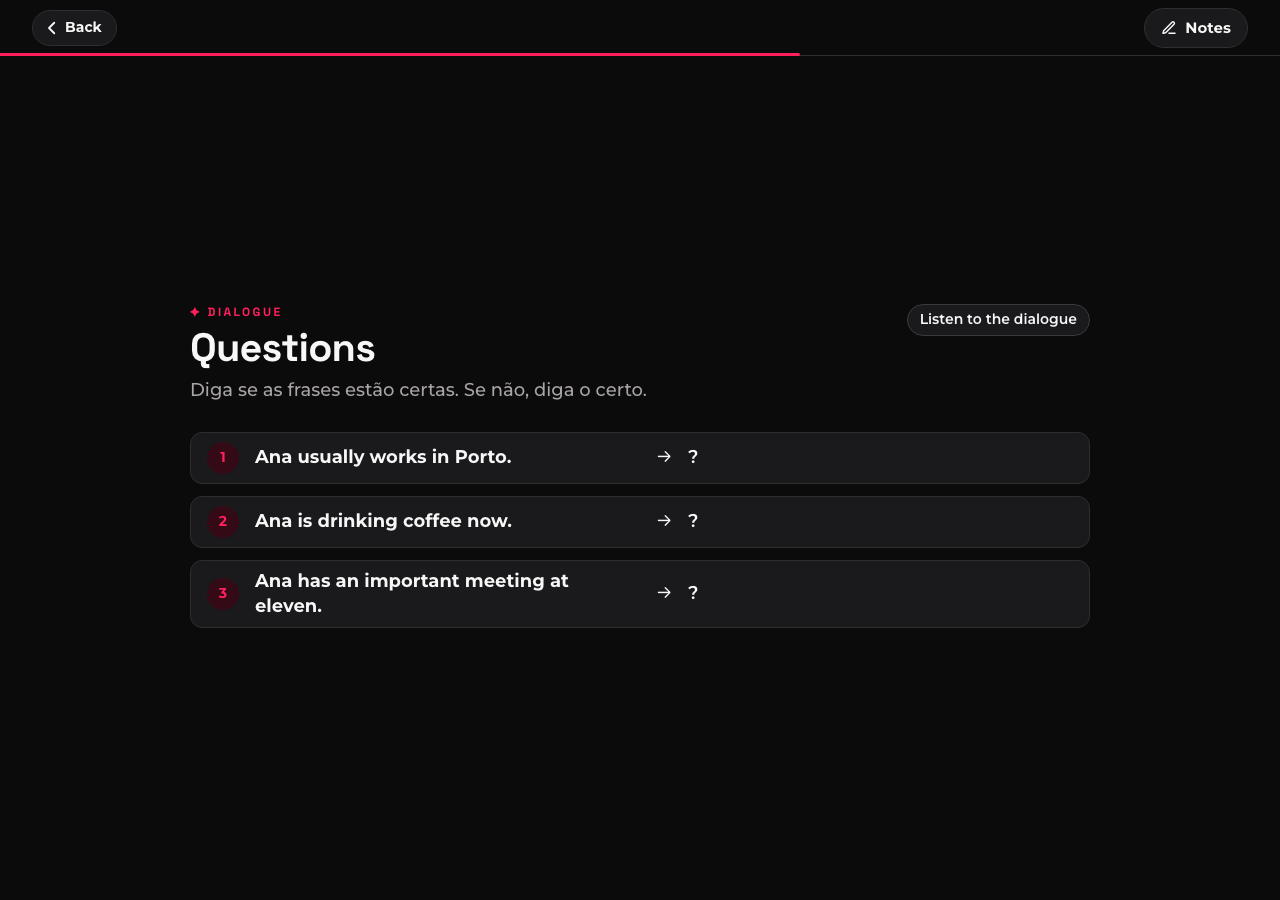 Back
Notes
DIALOGUE
Listen to the dialogue
Questions
Diga se as frases estão certas. Se não, diga o certo.
1 Ana usually works in Porto. → ?
2 Ana is drinking coffee now. → ?
3 Ana has an important meeting at
eleven. → ?